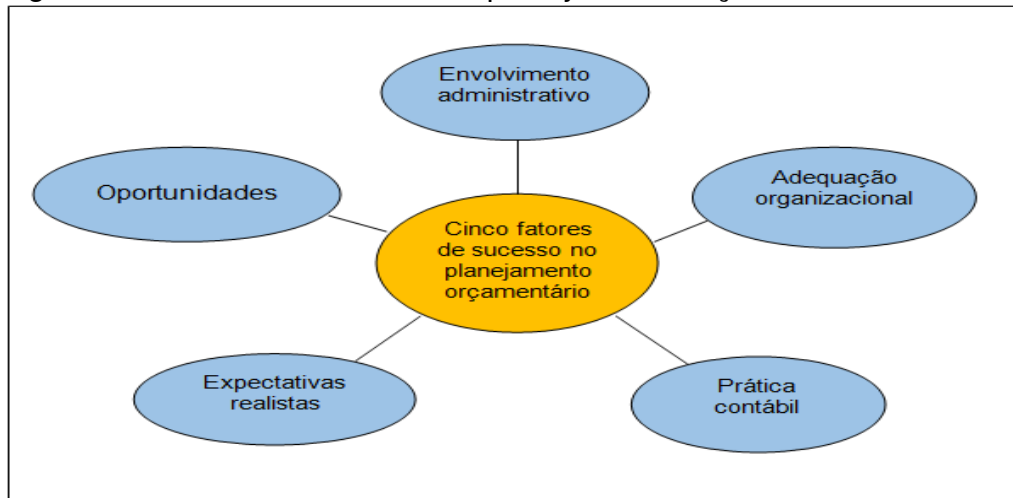 Envolvimento
administrativo
Oportunidades
Adequação
organizacional
Cinco fatores
de sucesso no
planejamento
orçamentário
Expectativas
realistas
Prática
contábil